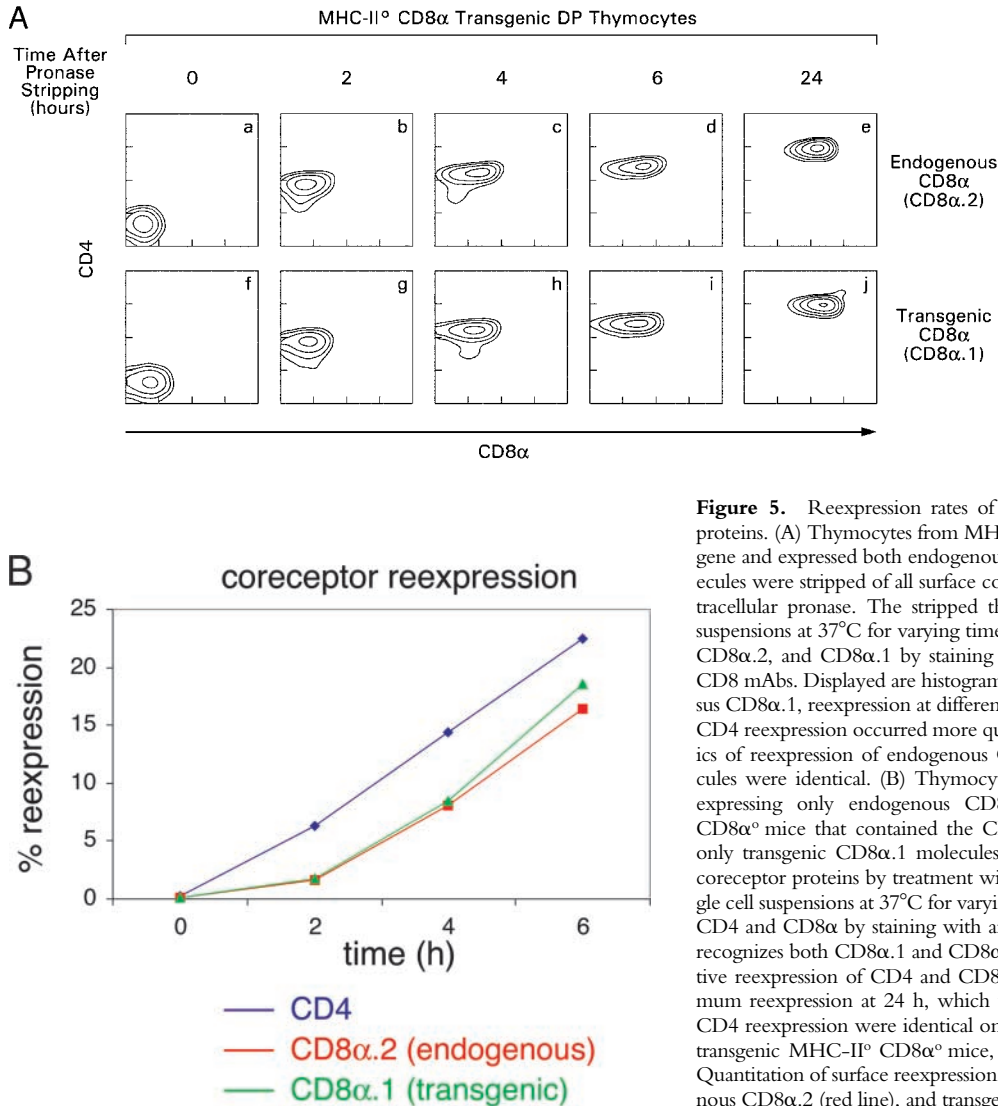 A
MHC-IIº CD8α Transgenic DP Thymocytes
Time After
Pronase
Stripping
(hours)
0 2 4 6 24
a b c d e
Endogenous
CD8α
(CD8α.2)
CD4
f g h i j
Transgenic
CD8α
(CD8α.1)
CD8α
B
coreceptor reexpression
% reexpression
25
20
15
10
5
0
0 2 4 6
time (h)
CD4
CD8α.2 (endogenous)
CD8α.1 (transgenic)
Figure 5. Reexpression rates of
proteins. (A) Thymocytes from MH
gene and expressed both endogenou
ecules were stripped of all surface co
tracellular pronase. The stripped th
suspensions at 37°C for varying time
CD8α.2, and CD8α.1 by staining
CD8 mAbs. Displayed are histogram
sus CD8α.1, reexpression at differen
CD4 reexpression occurred more qu
ics of reexpression of endogenous C
cules were identical. (B) Thymocy
expressing only endogenous CD8
CD8αº mice that contained the C
only transgenic CD8α.1 molecules
coreceptor proteins by treatment wi
gle cell suspensions at 37°C for varyi
CD4 and CD8α by staining with a
recognizes both CD8α.1 and CD8α
tive reexpression of CD4 and CD8
mum reexpression at 24 h, which
CD4 reexpression were identical on
transgenic MHC-IIº CD8αº mice,
Quantitation of surface reexpression
nous CD8α.2 (red line), and transge